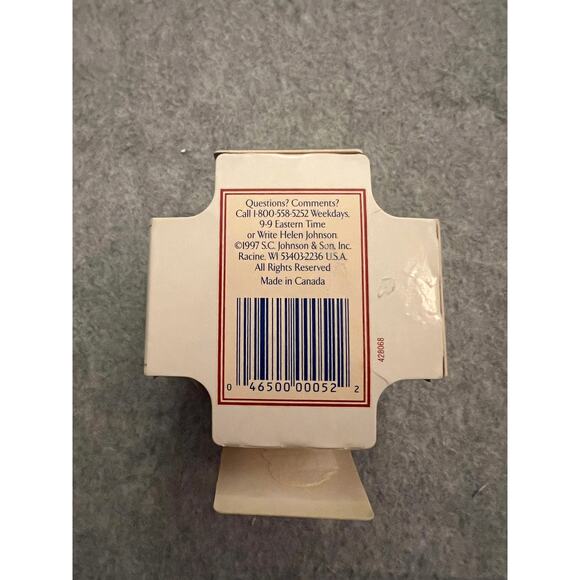 Questions? Comments?
Call 1-800-558-5252 Weekdays,
9-9 Eastern Time
or Write Helen Johnson.
©1997 S.C. Johnson & Son, Inc.
Racine, WI 53403-2236 U.S.A.
All Rights Reserved
Made in Canada
0 46500 00052 2
428068